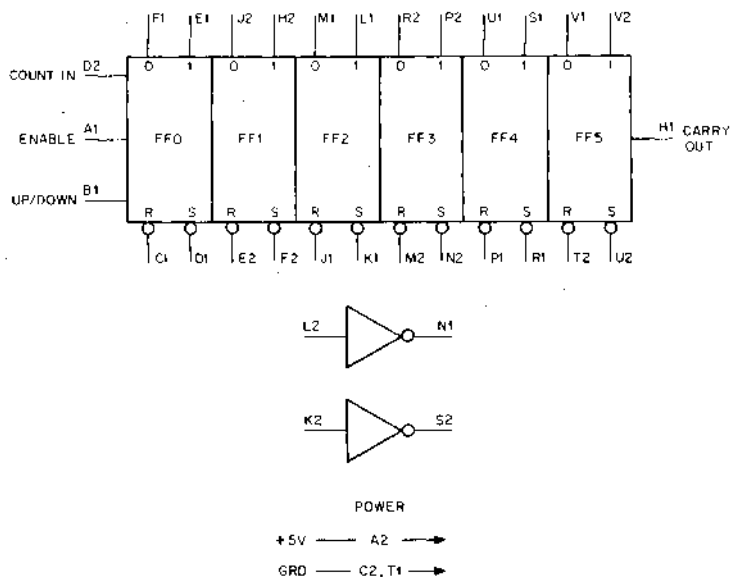 F1 E1 J2 H2 M1 L1 R2 P2 U1 S1 V1 V2
0 1 0 1 0 1 0 1 0 1 0 1
COUNT IN D2
ENABLE A1 FF0 FF1 FF2 FF3 FF4 FF5 H1 CARRY OUT
UP/DOWN B1
R S R S R S R S R S R S
C1 D1 E2 F2 J1 K1 M2 N2 P1 R1 T2 U2
L2 N1
K2 S2
POWER
+5V A2
GRD C2, T1